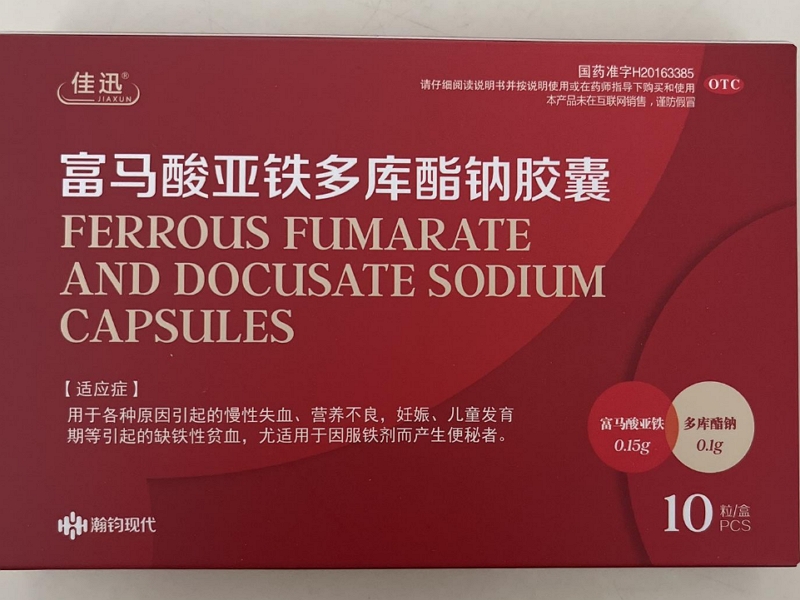 佳迅®
JIAXUN
国药准字H20163385
请仔细阅读说明书并按说明使用或在药师指导下购买和使用
本产品未在互联网销售，谨防假冒
OTC
富马酸亚铁多库酯钠胶囊
FERROUS FUMARATE
AND DOCUSATE SODIUM
CAPSULES
【适应症】
用于各种原因引起的慢性失血、营养不良，妊娠、儿童发育
期等引起的缺铁性贫血，尤适用于因服铁剂而产生便秘者。
富马酸亚铁
0.15g
多库酯钠
0.1g
瀚钧现代
10粒/盒
PCS